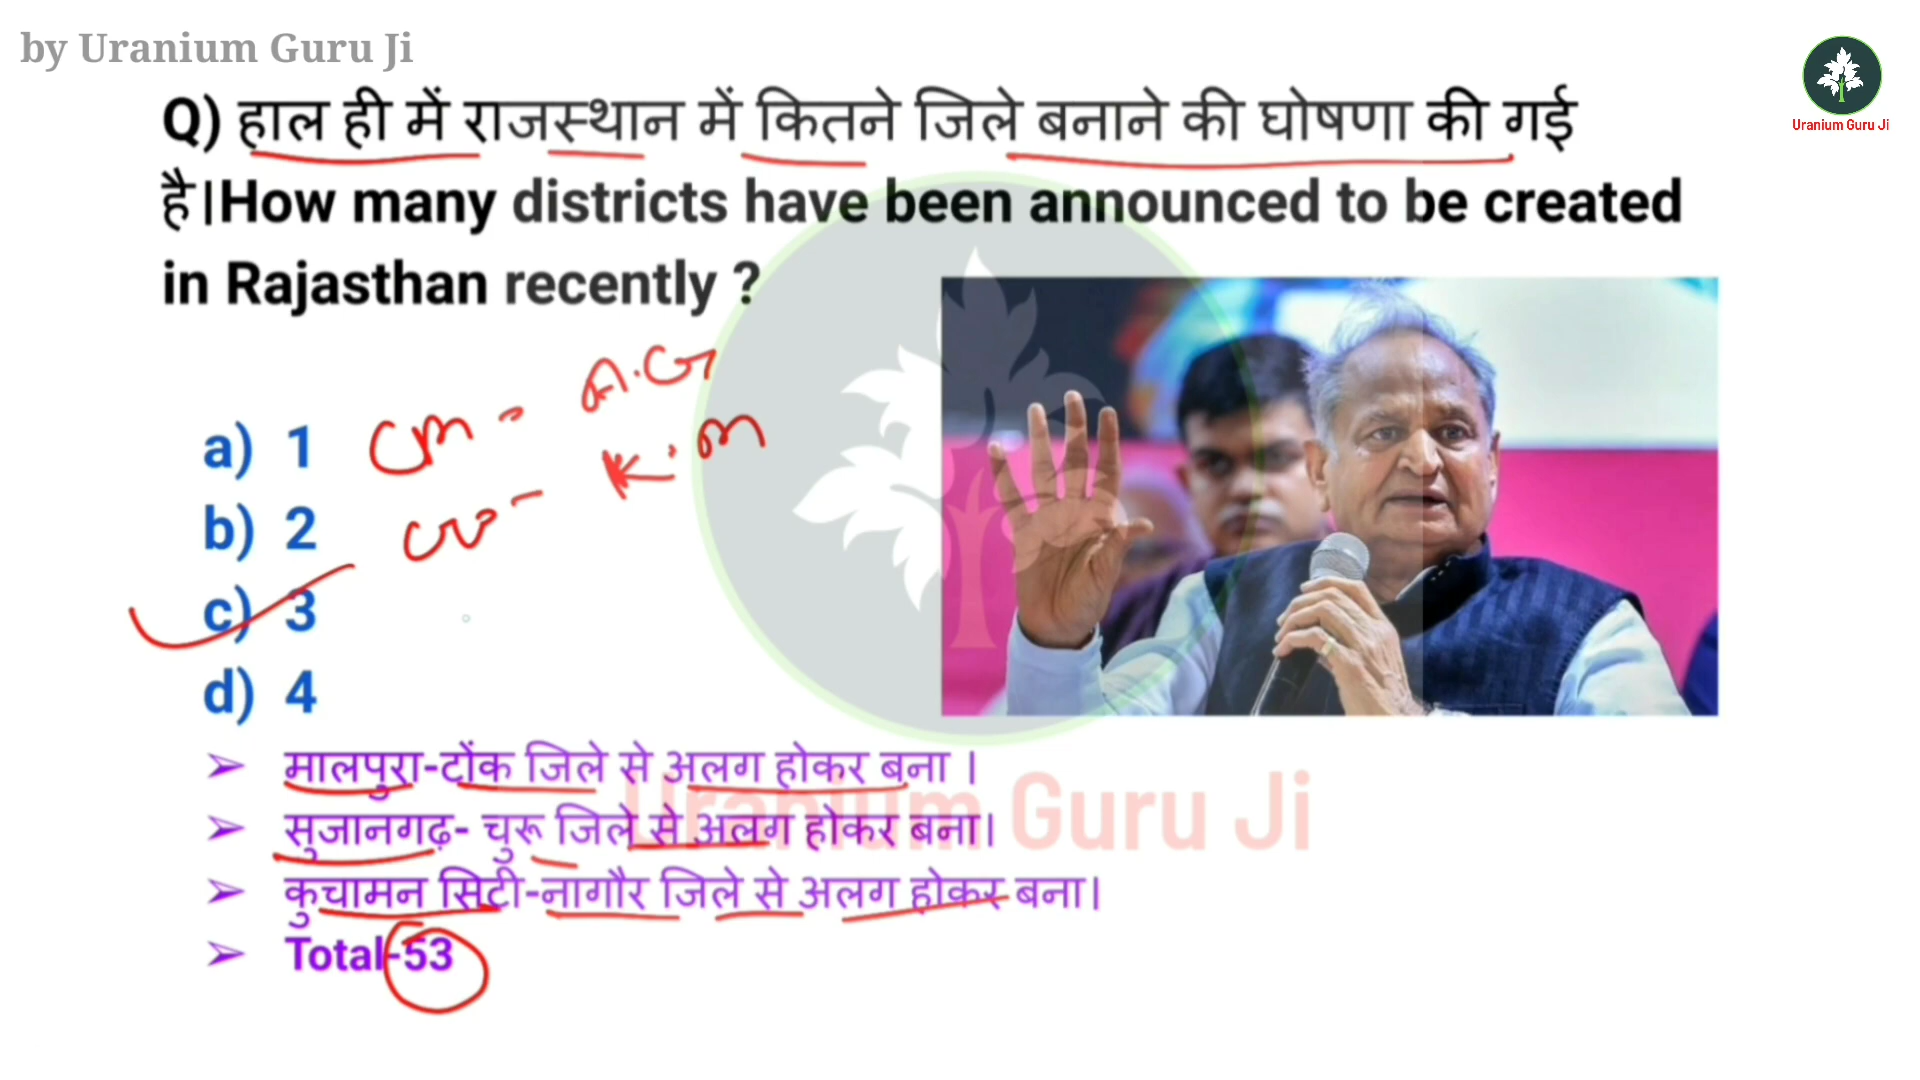 by Uranium Guru Ji
Uranium Guru Ji
Q) हाल ही में राजस्थान में कितने जिले बनाने की घोषणा की गई
है।How many districts have been announced to be created
in Rajasthan recently ?
a) 1
CM - A.G
b) 2
K.M
c) 3
d) 4
➢ मालपुरा-टोंक जिले से अलग होकर बना ।
➢ सुजानगढ़- चुरू जिले से अलग होकर बना।
➢ कुचामन सिटी-नागौर जिले से अलग होकर बना।
➢ Total-53
Uranium Guru Ji